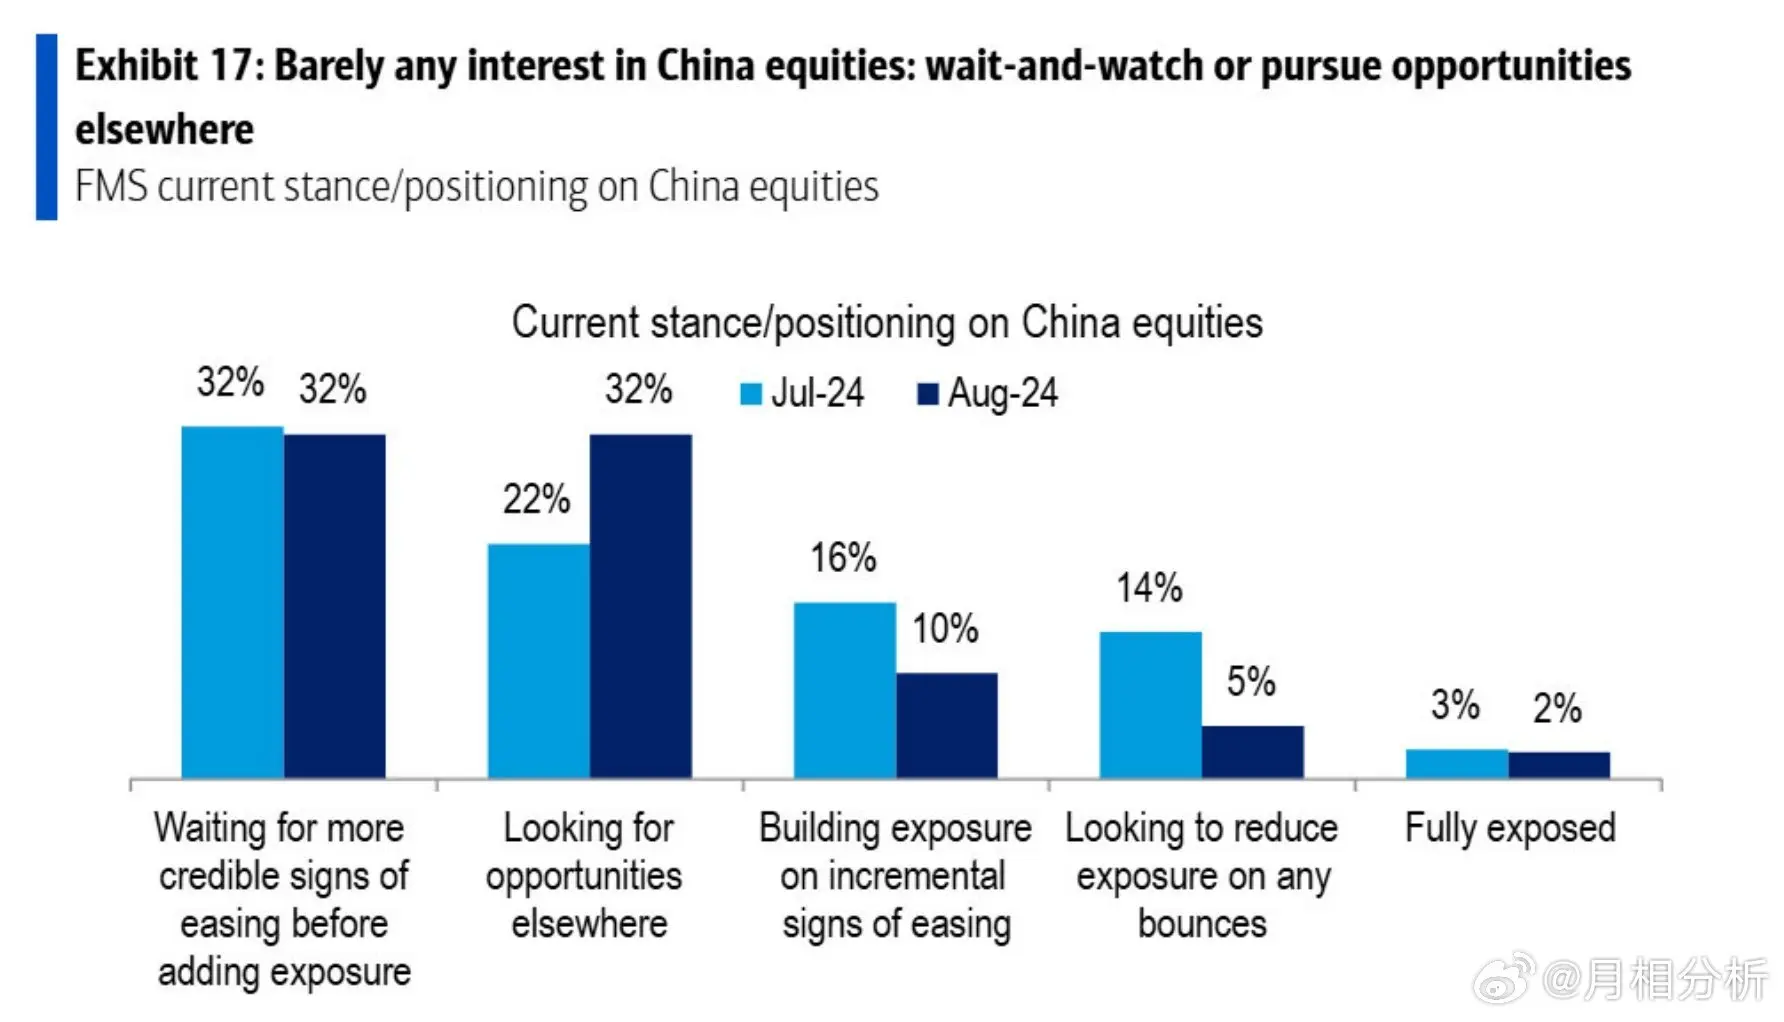 Exhibit 17: Barely any interest in China equities: wait-and-watch or pursue opportunities
elsewhere
FMS current stance/positioning on China equities
Current stance/positioning on China equities
Jul-24 Aug-24
32% 32% 32%
22%
16%
10%
14%
5%
3% 2%
Waiting for more
credible signs of
easing before
adding exposure
Looking for
opportunities
elsewhere
Building exposure
on incremental
signs of easing
Looking to reduce
exposure on any
bounces
Fully exposed
@月相分析